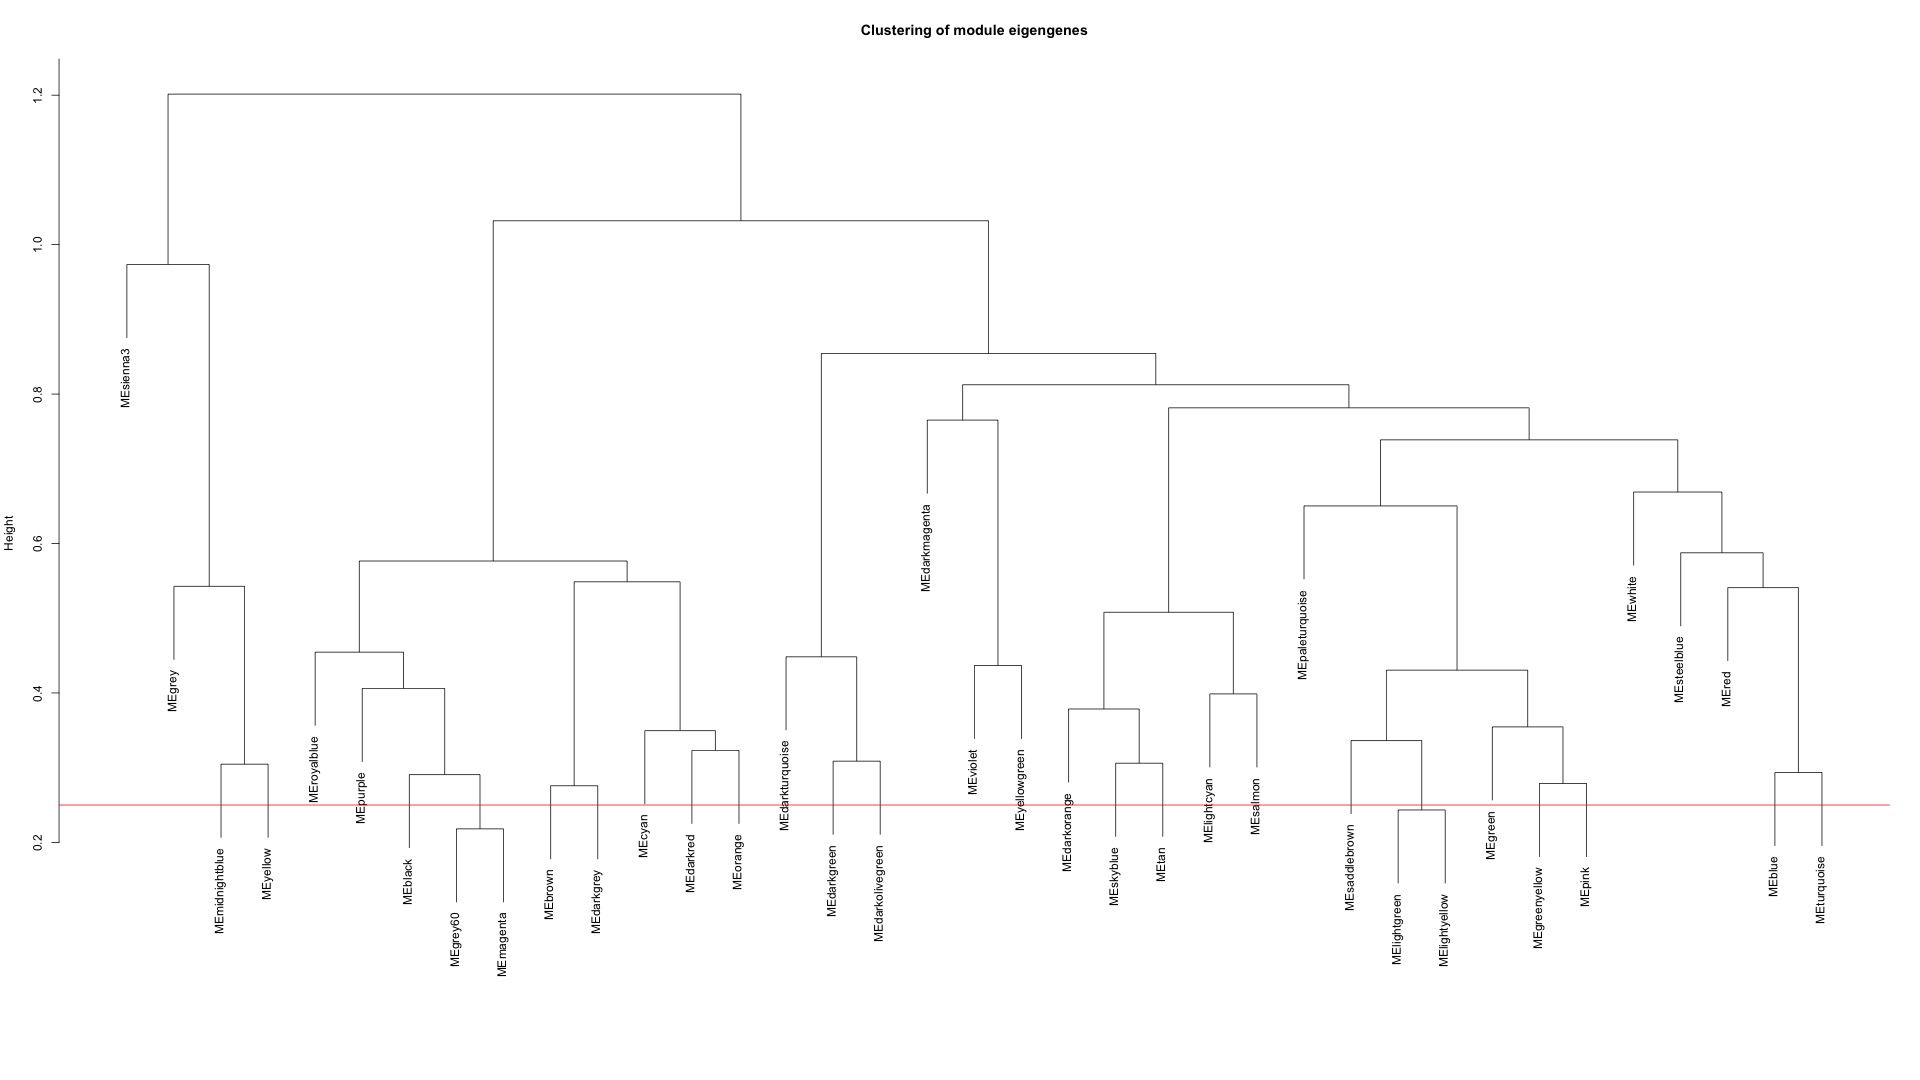 Clustering of module eigengenes
Height
1.2
1.0
0.8
0.6
0.4
0.2
MEsienna3
MEgrey
MEmidnightblue
MEyellow
MEroyalblue
MEpurple
MEblack
MEgrey60
MEmagenta
MEbrown
MEdarkgrey
MEcyan
MEdarkred
MEorange
MEdarkturquoise
MEdarkgreen
MEdarkolivegreen
MEdarkmagenta
MEviolet
MEyellowgreen
MEdarkorange
MEskyblue
MEtan
MElightcyan
MEsalmon
MEpaleturquoise
MEsaddlebrown
MElightgreen
MElightyellow
MEgreen
MEgreenyellow
MEpink
MEwhite
MEsteelblue
MEred
MEblue
MEturquoise